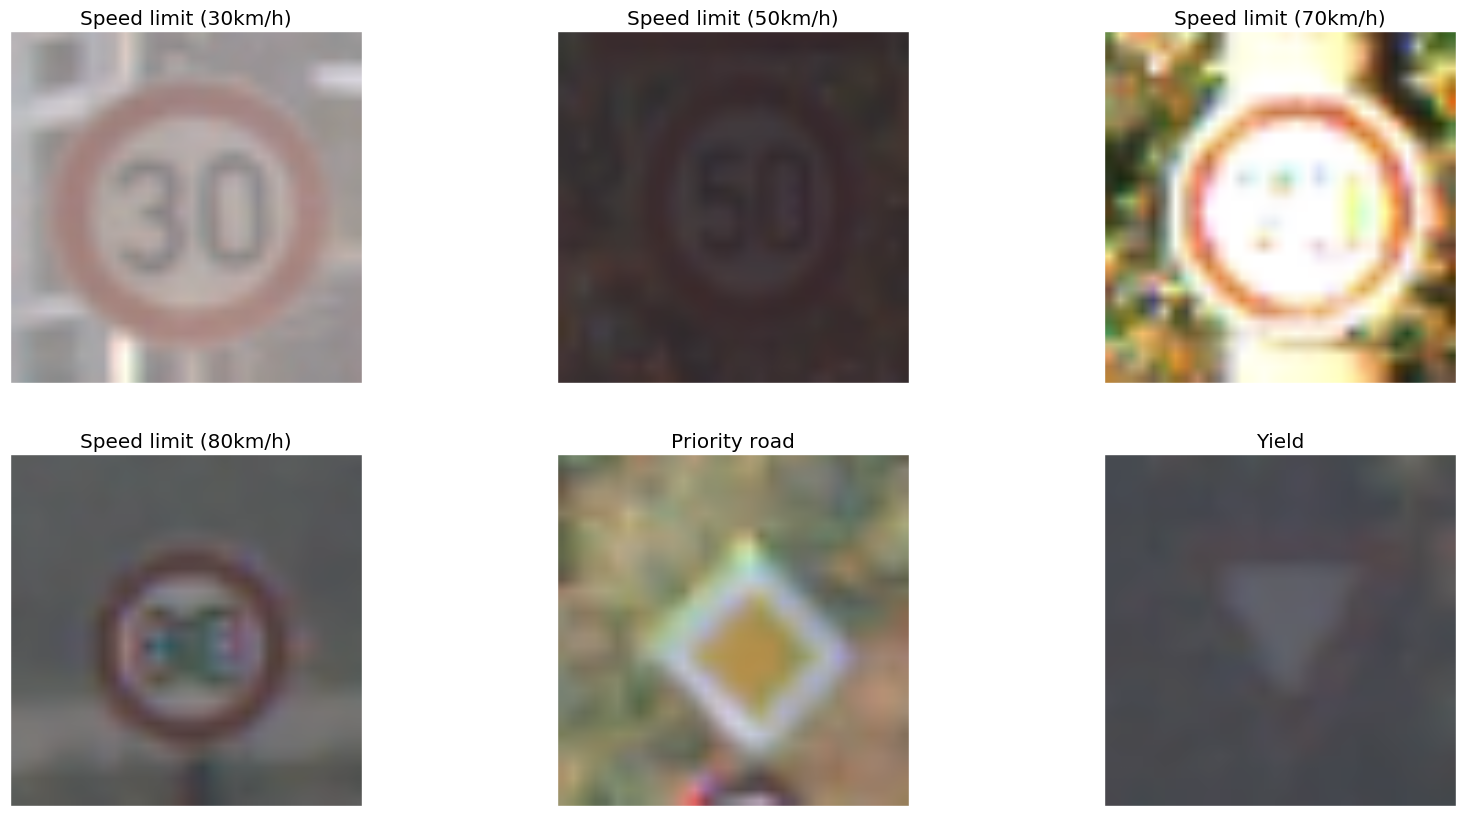 Speed limit (30km/h)
Speed limit (50km/h)
Speed limit (70km/h)
30
50
Speed limit (80km/h)
Priority road
Yield